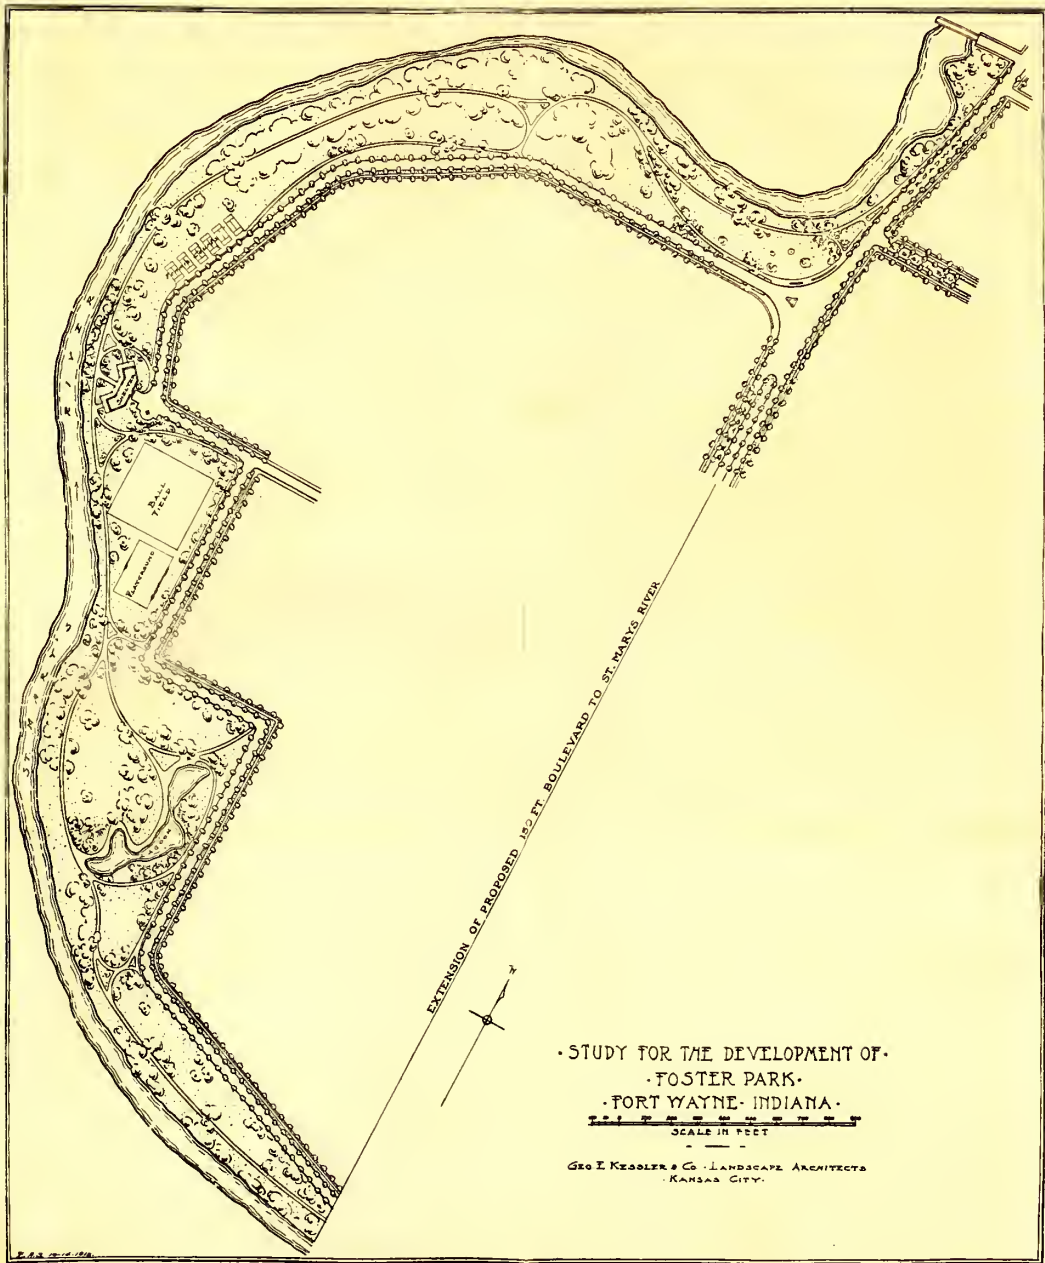 ST. MARY'S RIVER
BALL
FIELD
PLAYGROUND
EXTENSION OF PROPOSED 150 FT. BOULEVARD TO ST. MARYS RIVER
N
·STUDY FOR THE DEVELOPMENT OF·
·FOSTER PARK·
·FORT WAYNE· INDIANA·
SCALE IN FEET
GEO E KESSLER & CO · LANDSCAPE ARCHITECTS
·KANSAS CITY·